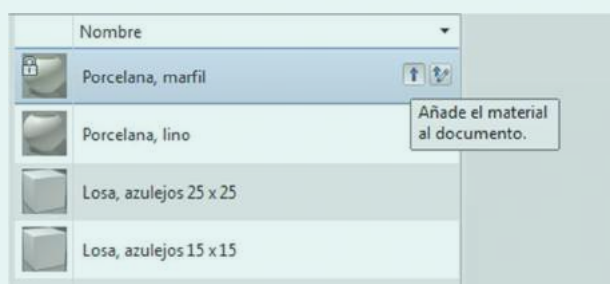 Nombre
Porcelana, marfil
Añade el material
al documento.
Porcelana, lino
Losa, azulejos 25 x 25
Losa, azulejos 15 x 15